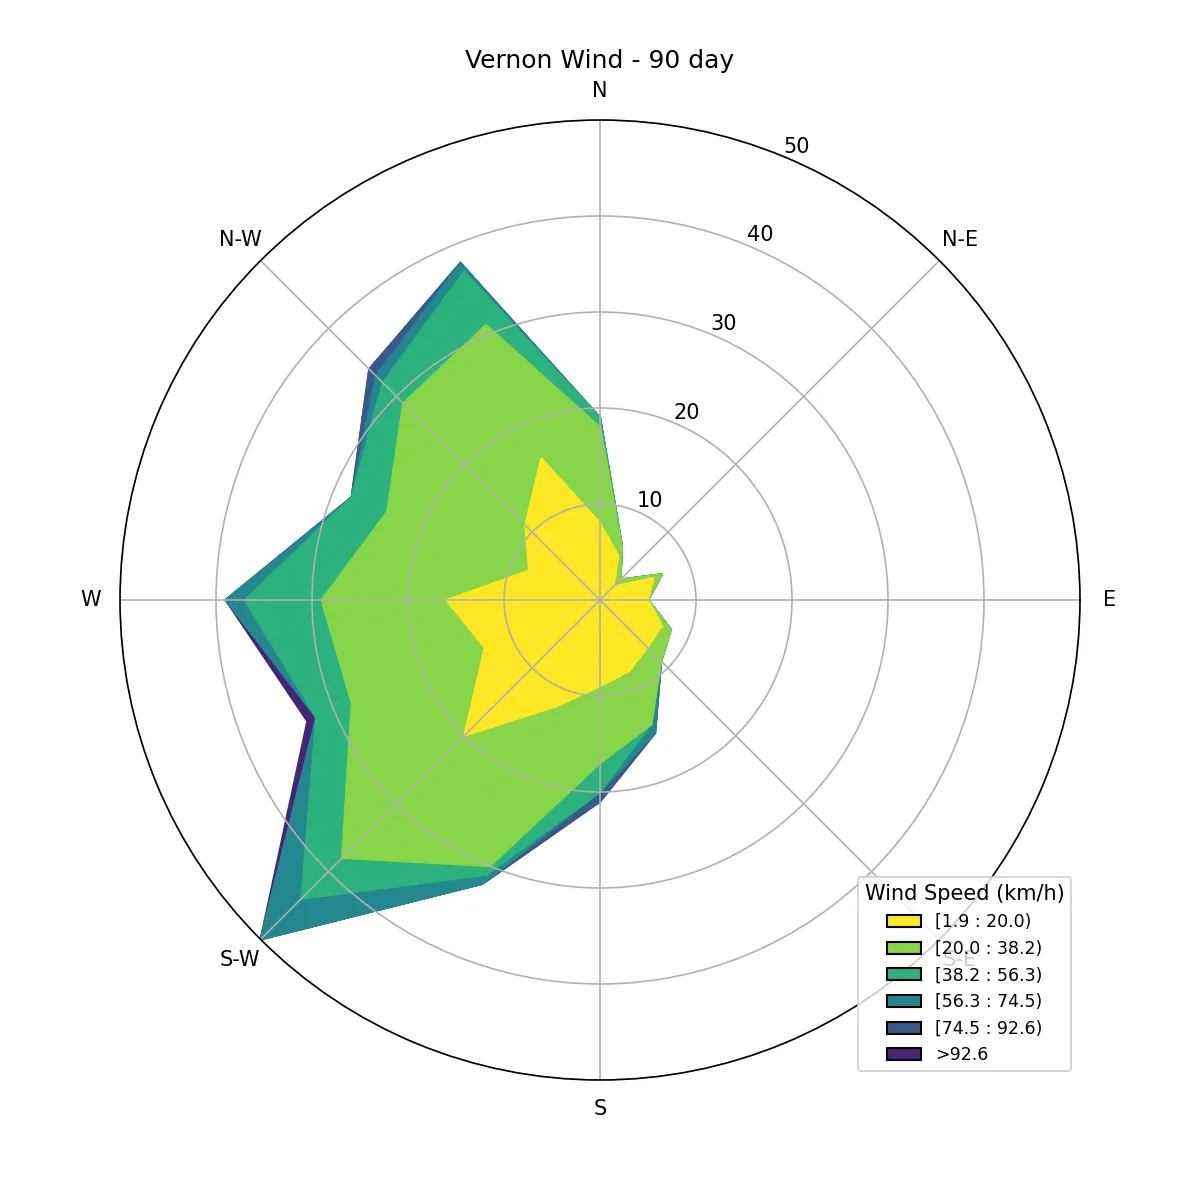 Vernon Wind - 90 day
N
50
N-W
40
N-E
30
20
10
W
E
S-W
S-E
S
Wind Speed (km/h)
[1.9 : 20.0)
[20.0 : 38.2)
[38.2 : 56.3)
[56.3 : 74.5)
[74.5 : 92.6)
>92.6